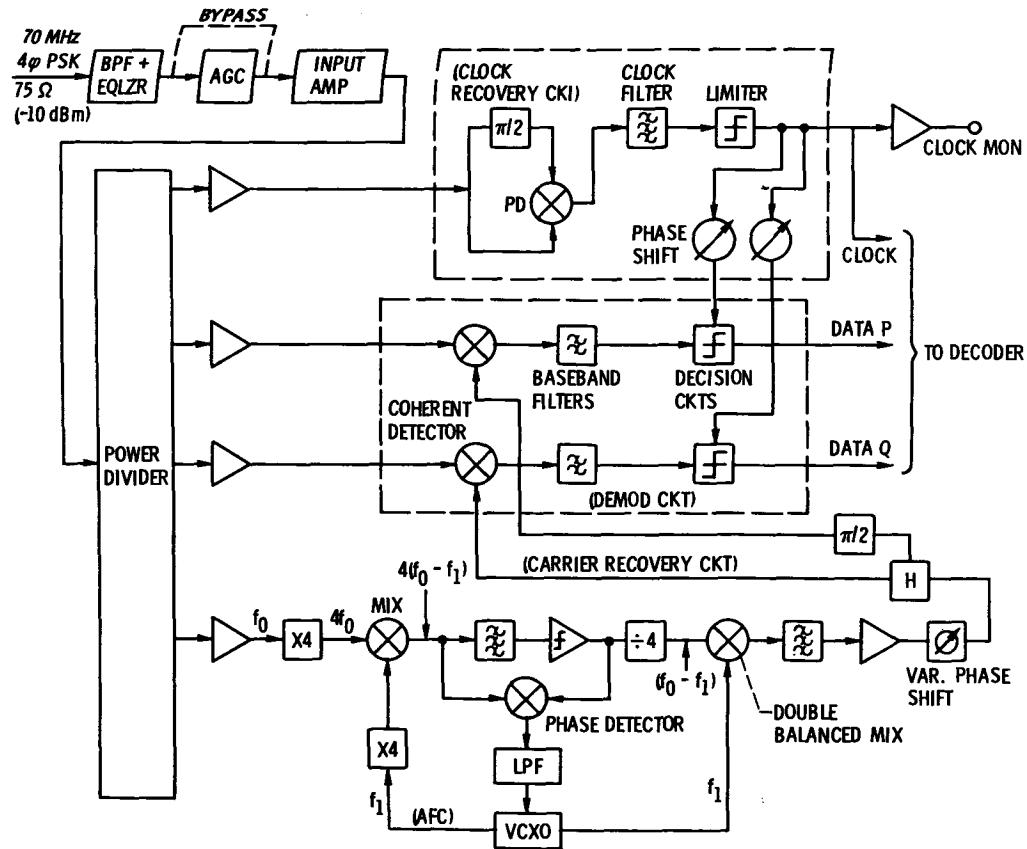 BYPASS
70 MHz
4φ PSK
75 Ω
(-10 dBm)
BPF +
EQLZR
AGC
INPUT
AMP
(CLOCK
RECOVERY CKI)
π/2
PD
CLOCK
FILTER
LIMITER
CLOCK MON
PHASE
SHIFT
CLOCK
DATA P
TO DECODER
BASEBAND
FILTERS
DECISION
CKTS
COHERENT
DETECTOR
DATA Q
(DEMOD CKT)
POWER
DIVIDER
π/2
(CARRIER RECOVERY CKT)
H
4(f0 - f1)
MIX
f0
X4
4f0
÷4
(f0 - f1)
VAR. PHASE
SHIFT
PHASE DETECTOR
DOUBLE
BALANCED MIX
X4
LPF
f1
(AFC)
VCXO
f1